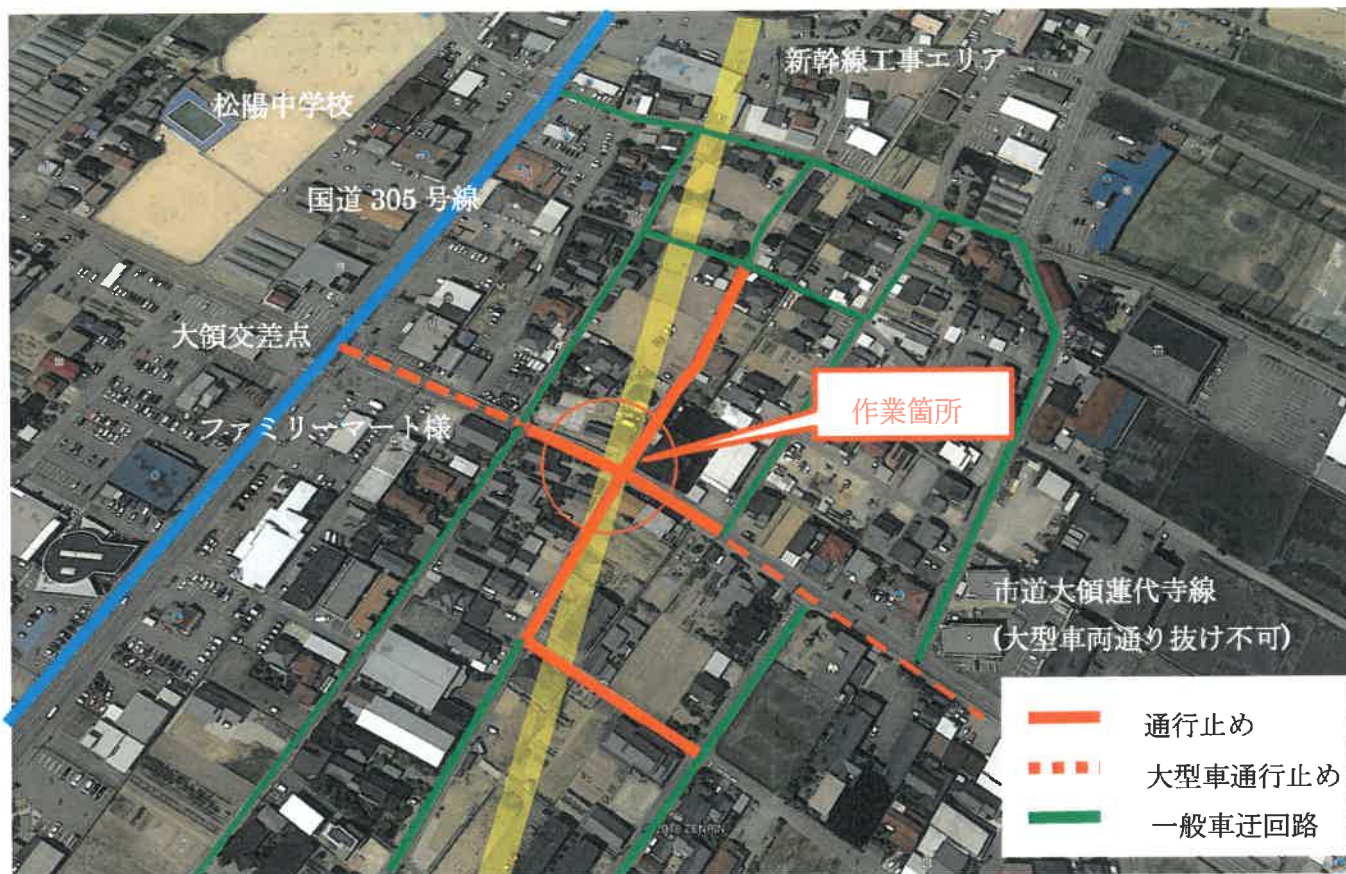 新幹線工事エリア
松陽中学校
国道 305 号線
大領交差点
ファミリーマート様
作業箇所
市道大領蓮代寺線
(大型車両通り抜け不可)
通行止め
大型車通行止め
一般車迂回路
2018 ZENRIN